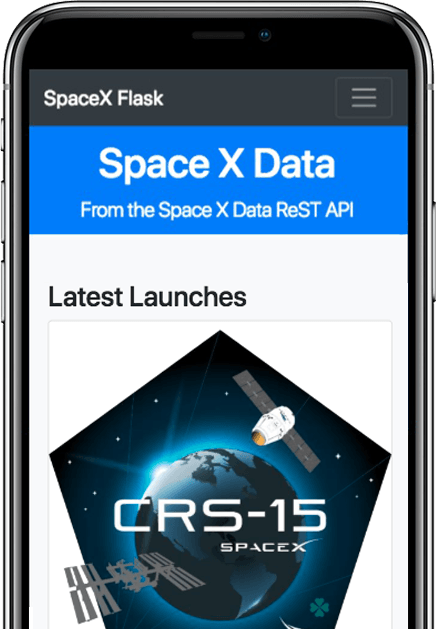 SpaceX Flask
Space X Data
From the Space X Data ReST API
Latest Launches
CRS-15
SPACEX